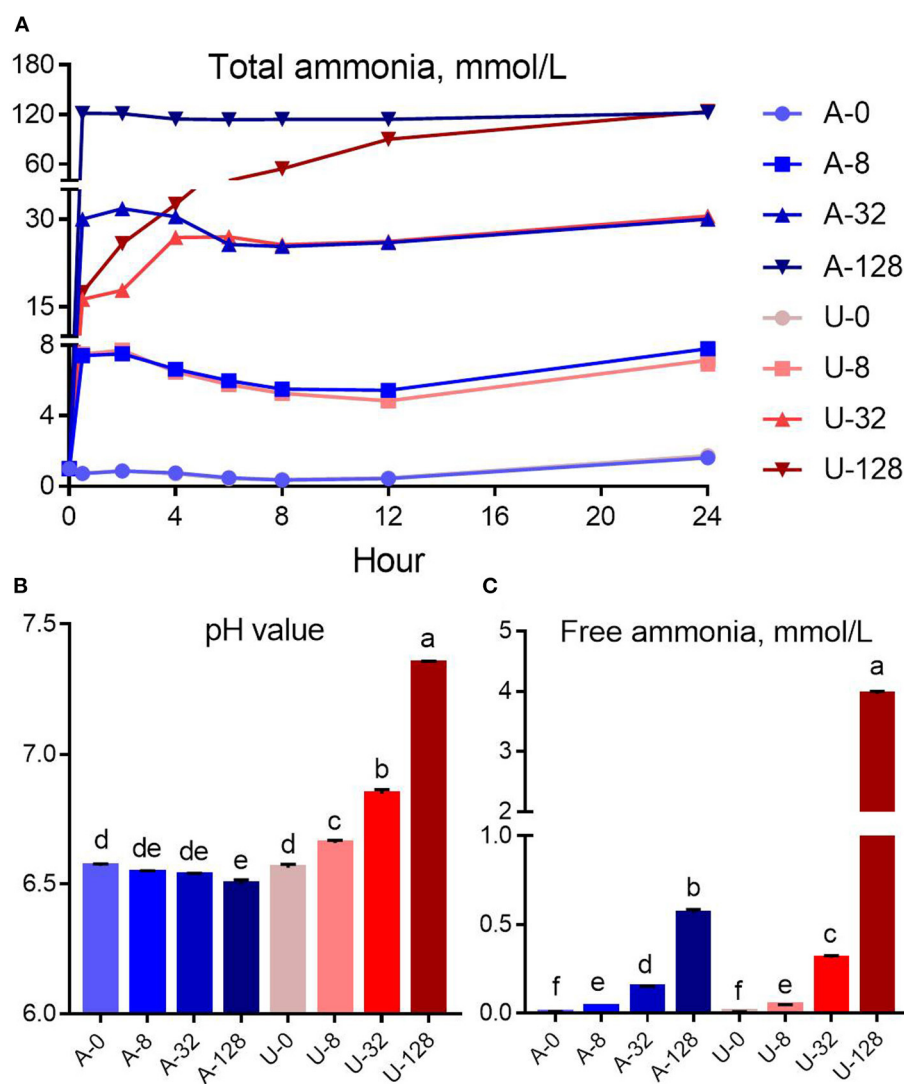 A
Total ammonia, mmol/L
180
120
60
30
15
8
4
0
0 4 8 12 16 20 24
Hour
A-0
A-8
A-32
A-128
U-0
U-8
U-32
U-128
B
pH value
7.5
7.0
6.5
6.0
d de de e d c b a
A-0 A-8 A-32 A-128 U-0 U-8 U-32 U-128
C
Free ammonia, mmol/L
5
4
3
2
1.0
0.5
0.0
f e d b f e c a
A-0 A-8 A-32 A-128 U-0 U-8 U-32 U-128